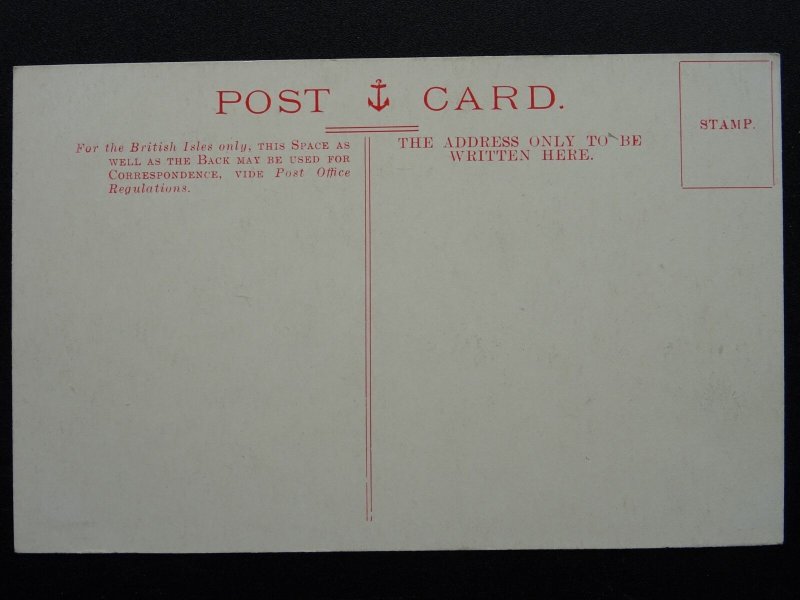 POST CARD.
For the British Isles only, THIS SPACE AS
WELL AS THE BACK MAY BE USED FOR
CORRESPONDENCE, VIDE Post Office
Regulations.
THE ADDRESS ONLY TO BE
WRITTEN HERE.
STAMP.